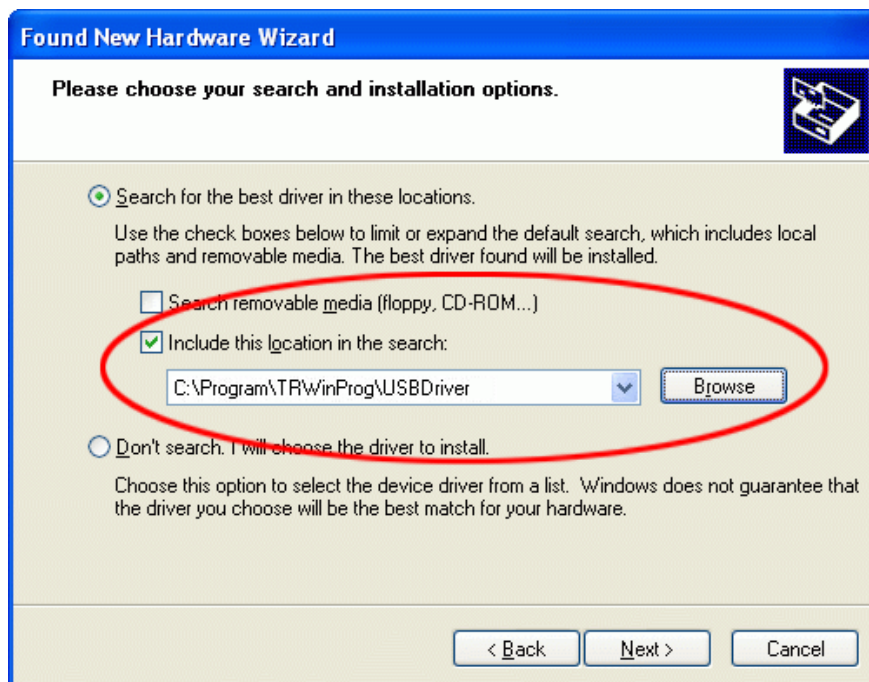 Found New Hardware Wizard
Please choose your search and installation options.
Search for the best driver in these locations.
Use the check boxes below to limit or expand the default search, which includes local
paths and removable media. The best driver found will be installed.
Search removable media (floppy, CD-ROM...)
Include this location in the search:
C:\Program\TRWinProg\USBDriver
Browse
Don't search. I will choose the driver to install.
Choose this option to select the device driver from a list. Windows does not guarantee that
the driver you choose will be the best match for your hardware.
< Back
Next >
Cancel